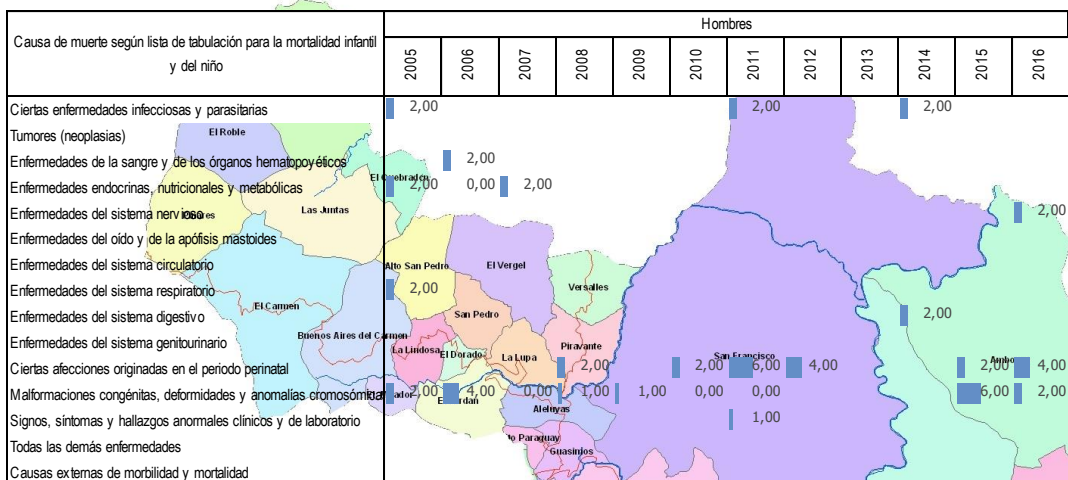 Hombres
Causa de muerte según lista de tabulación para la mortalidad infantil
y del niño
2005 2006 2007 2008 2009 2010 2011 2012 2013 2014 2015 2016
Ciertas enfermedades infecciosas y parasitarias 2,00 2,00 2,00
Tumores (neoplasias)
El Roble
Enfermedades de la sangre y de los órganos hematopoyéticos 2,00
Enfermedades endocrinas, nutricionales y metabólicas 2,00 0,00 2,00
Las Juntas
Enfermedades del sistema nervioso 2,00
Enfermedades del oído y de la apófisis mastoides
Enfermedades del sistema circulatorio
Alto San Pedro El Vergel
Enfermedades del sistema respiratorio 2,00
Versalles
El Carmen
Enfermedades del sistema digestivo 2,00
San Pedro
Enfermedades del sistema genitourinario
Buenos Aires del Carmen
La Lindosa El Dorado La Lupa Piravante San Francisco
Ciertas afecciones originadas en el periodo perinatal 2,00 2,00 6,00 4,00 2,00 4,00
Malformaciones congénitas, deformidades y anomalías 2,00 4,00 0,00 1,00 1,00 0,00 0,00 6,00 2,00
Aleluyas
Signos, síntomas y hallazgos anormales clínicos y de laboratorio 1,00
Paraguay
Todas las demás enfermedades
Guasinios
Causas externas de morbilidad y mortalidad